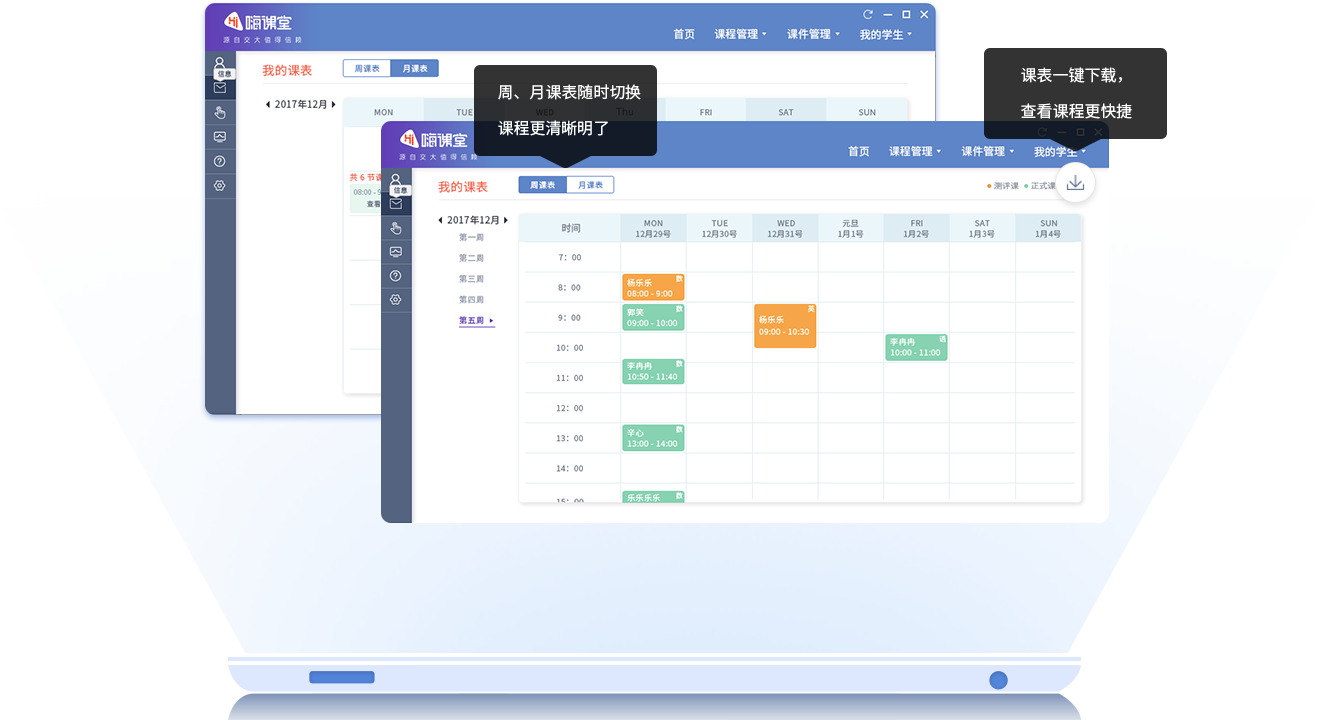 Hi 嗨课堂
源自交大值得信赖
首页 课程管理 课件管理 我的学生
信息
我的课表
周课表 月课表
2017年12月
MON TUE WED Thu FRI SAT SUN
共 6 节课
08:00 - 9
查看
周、月课表随时切换
课程更清晰明了
课表一键下载，
查看课程更快捷
Hi 嗨课堂
源自交大值得信赖
首页 课程管理 课件管理 我的学生
信息
我的课表
周课表 月课表
测评课 正式课
2017年12月
第一周
第二周
第三周
第四周
第五周
时间
MON 12月29号
TUE 12月30号
WED 12月31号
元旦 1月1号
FRI 1月2号
SAT 1月3号
SUN 1月4号
7：00
8：00
9：00
10：00
11：00
12：00
13：00
14：00
15：00
杨乐乐 数
08:00 - 9:00
郭笑 数
09:00 - 10:00
李冉冉 数
10:50 - 11:40
卒心 数
13:00 - 14:00
乐乐乐乐 数
杨乐乐 英
09:00 - 10:30
李冉冉 语
10:00 - 11:00